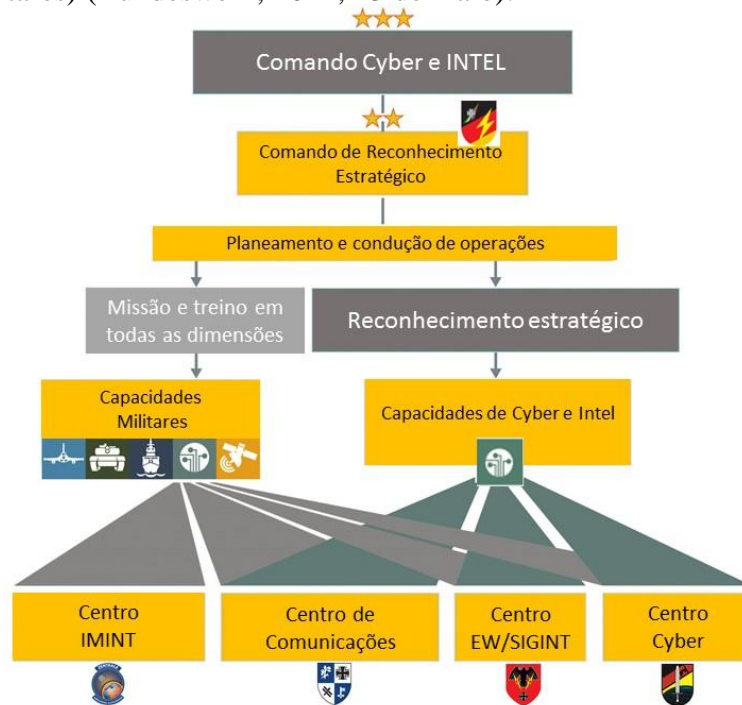 Comando Cyber e INTEL
Comando de Reconhecimento
Estratégico
Planeamento e condução de operações
Missão e treino em
todas as dimensões
Reconhecimento estratégico
Capacidades
Militares
Capacidades de Cyber e Intel
Centro
IMINT
Centro de
Comunicações
Centro
EW/SIGINT
Centro
Cyber